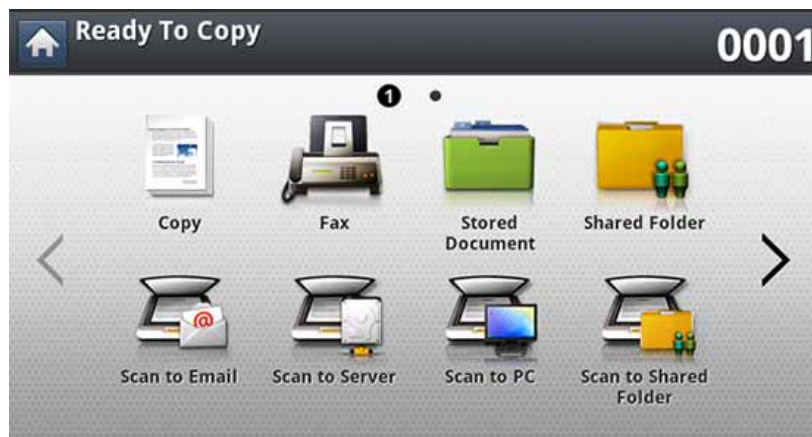 Ready To Copy
0001
1
Copy
Fax
Stored
Document
Shared Folder
@
Scan to Email
Scan to Server
Scan to PC
Scan to Shared
Folder